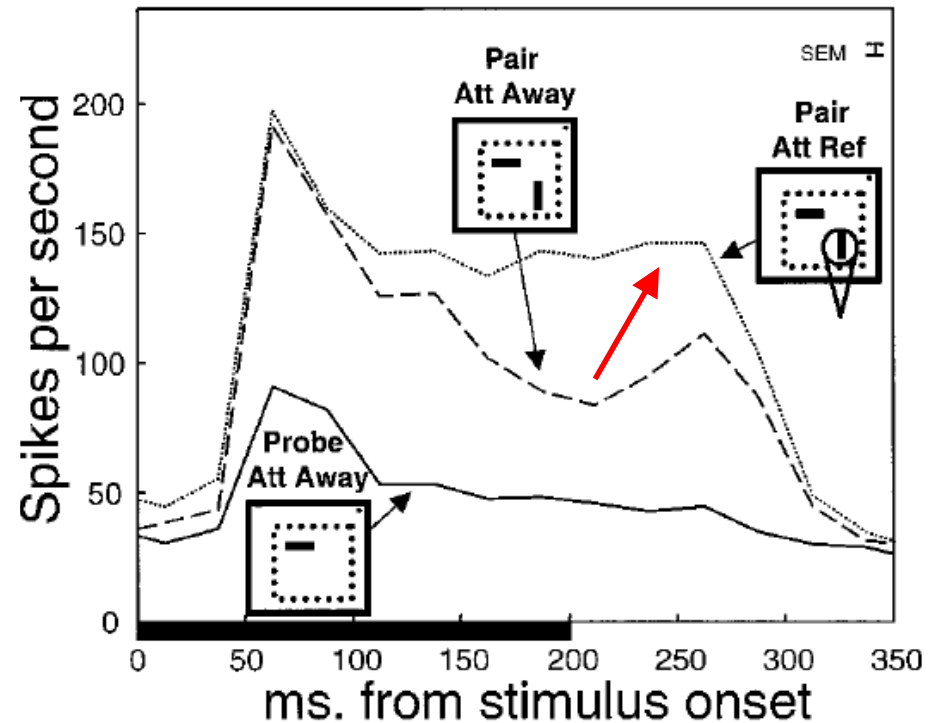 SEM
Pair
Att Away
Pair
Att Ref
Probe
Att Away
Spikes per second
200
150
100
50
0
0 50 100 150 200 250 300 350
ms. from stimulus onset